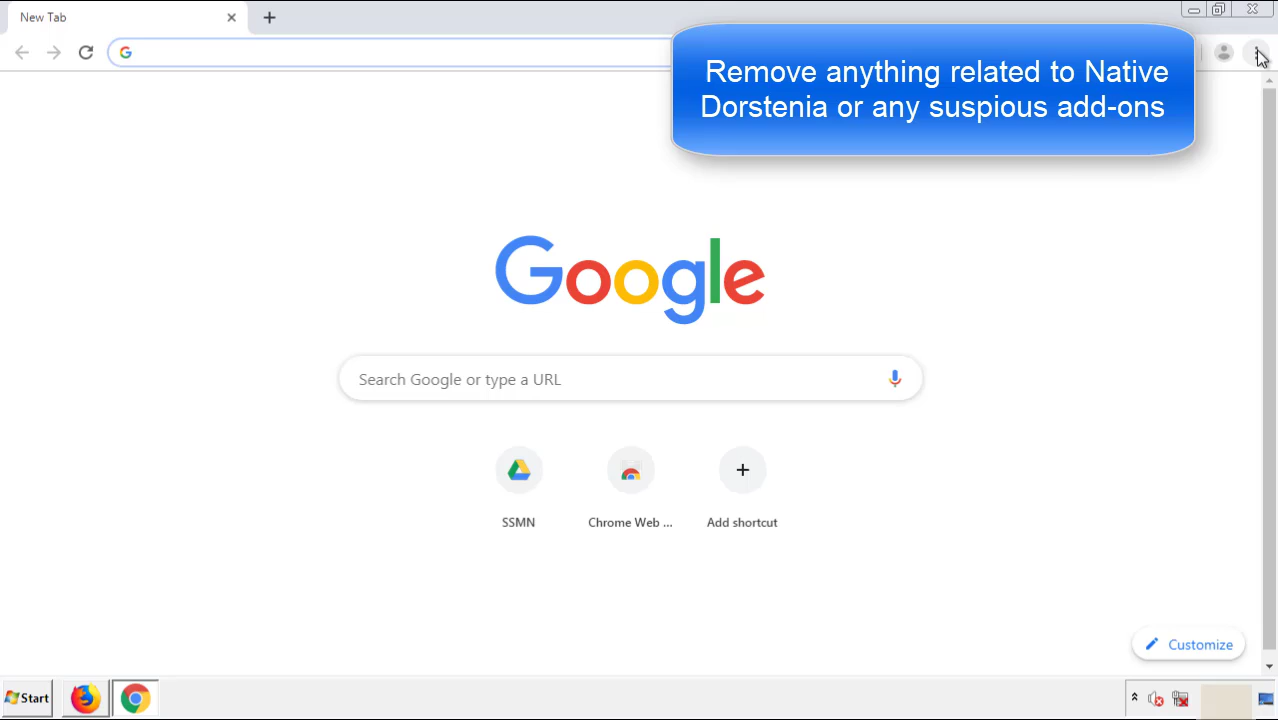 New Tab
Remove anything related to Native
Dorstenia or any suspious add-ons
Google
Search Google or type a URL
SSMN
Chrome Web ...
Add shortcut
Customize
Start